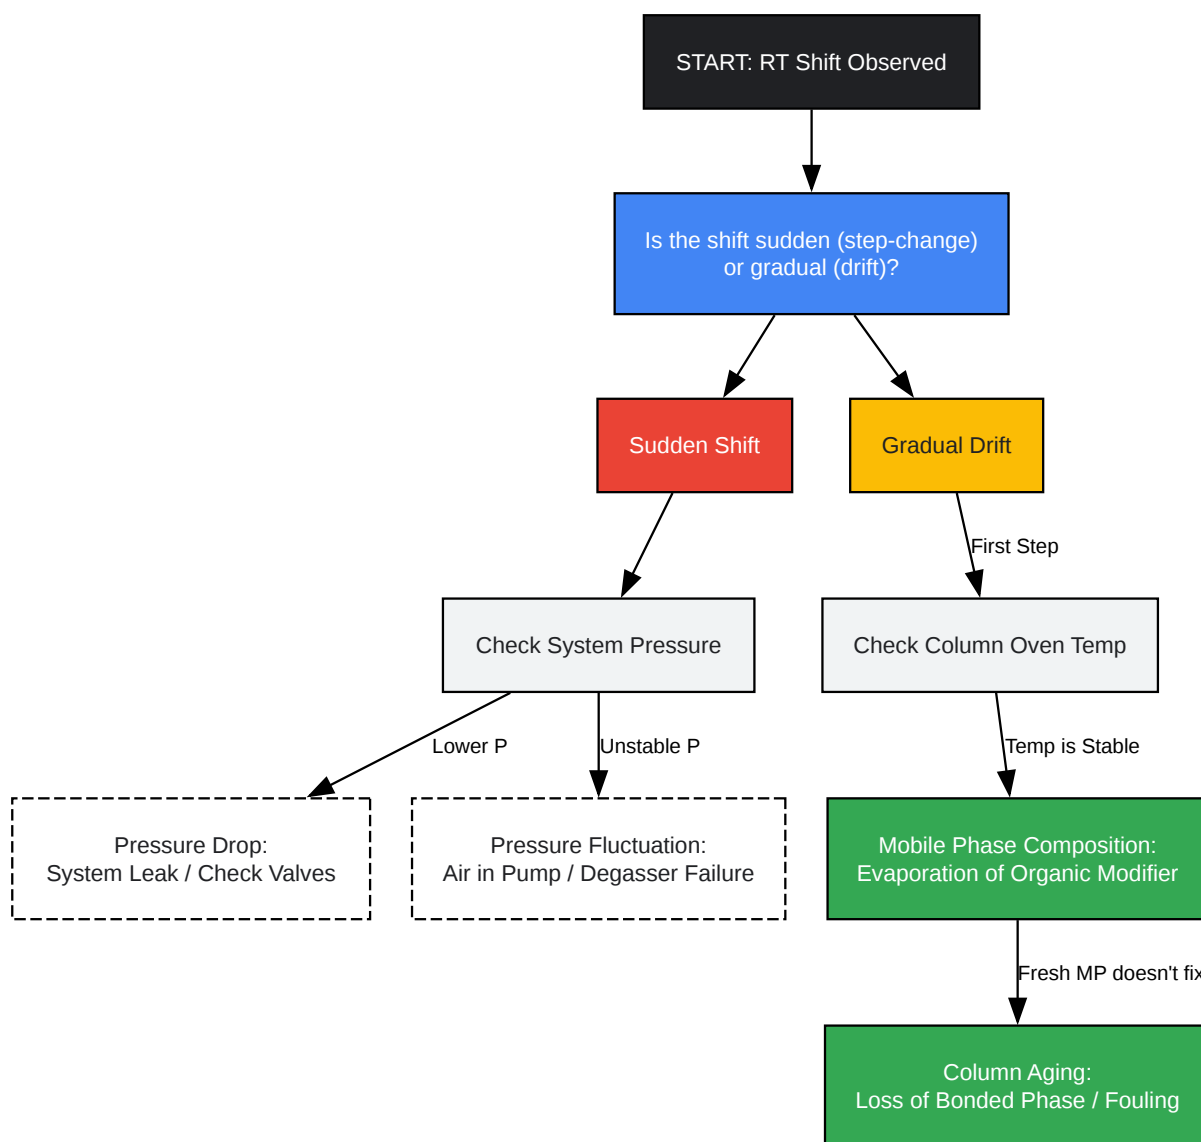 START: RT Shift Observed
Is the shift sudden (step-change)
or gradual (drift)?
Sudden Shift
Gradual Drift
First Step
Check System Pressure
Check Column Oven Temp
Lower P
Unstable P
Temp is Stable
Pressure Drop:
System Leak / Check Valves
Pressure Fluctuation:
Air in Pump / Degasser Failure
Mobile Phase Composition:
Evaporation of Organic Modifier
Fresh MP doesn't fix
Column Aging:
Loss of Bonded Phase / Fouling